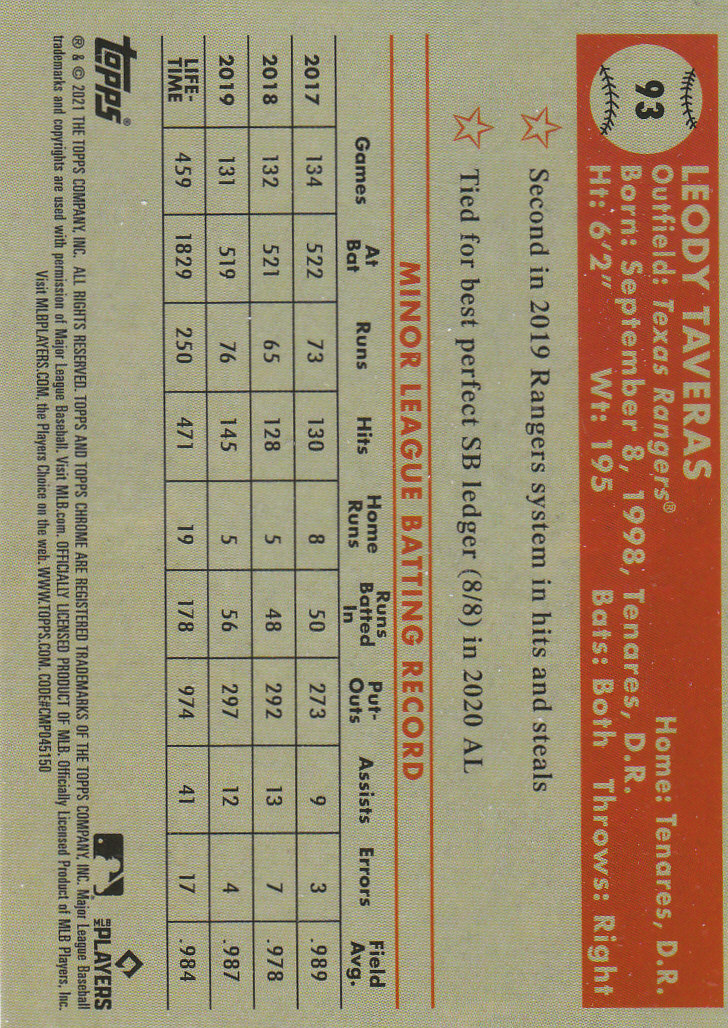 93
LEODY TAVERAS
Outfield: Texas Rangers® Home: Tenares, D.R.
Born: September 8, 1998, Tenares, D.R.
Ht: 6'2" Wt: 195 Bats: Both Throws: Right
Second in 2019 Rangers system in hits and steals
Tied for best perfect SB ledger (8/8) in 2020 AL
MINOR LEAGUE BATTING RECORD
Games At Bat Runs Hits Home Runs Runs Batted In Put-Outs Assists Errors Field Avg.
2017 134 522 73 130 8 50 273 9 3 .989
2018 132 521 65 128 5 48 292 13 7 .978
2019 131 519 76 145 5 56 297 12 4 .987
LIFE-TIME 459 1829 250 471 19 178 974 41 17 .984
topps® MLB PLAYERS
® & © 2021 THE TOPPS COMPANY, INC. ALL RIGHTS RESERVED. TOPPS AND TOPPS CHROME ARE REGISTERED TRADEMARKS OF THE TOPPS COMPANY, INC. Major League Baseball
trademarks and copyrights are used with permission of Major League Baseball. Visit MLB.com. OFFICIALLY LICENSED PRODUCT OF MLB. Officially Licensed Product of MLB Players, Inc.
Visit MLBPLAYERS.COM, the Players Choice on the web. WWW.TOPPS.COM. CODE#CMP045150